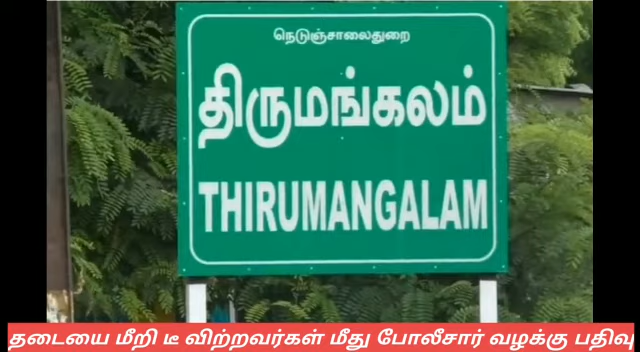 நெடுஞ்சாலைதுறை
திருமங்கலம்
THIRUMANGALAM
தடையை மீறி டீ விற்றவர்கள் மீது போலீசார் வழக்கு பதிவு